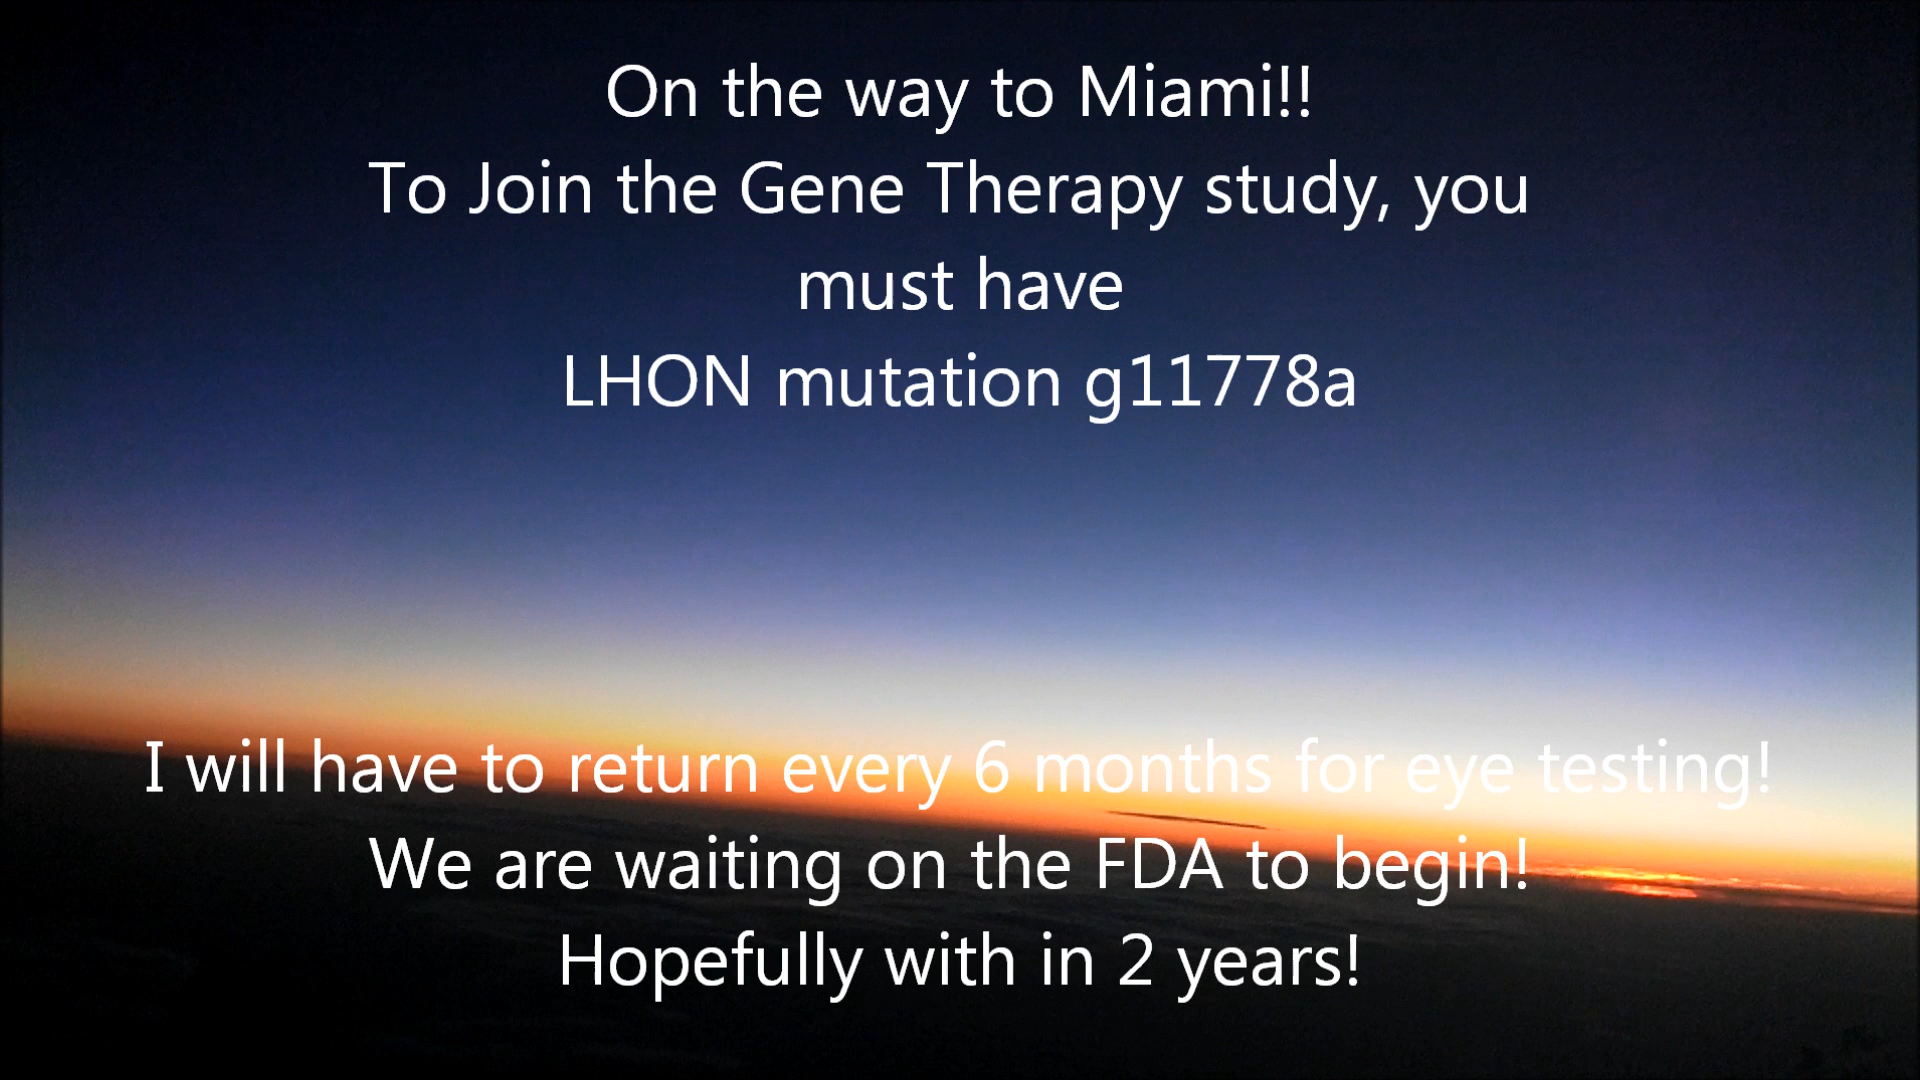 On the way to Miami!!
To Join the Gene Therapy study, you
must have
LHON mutation g11778a
I will have to return every 6 months for eye testing!
We are waiting on the FDA to begin!
Hopefully with in 2 years!